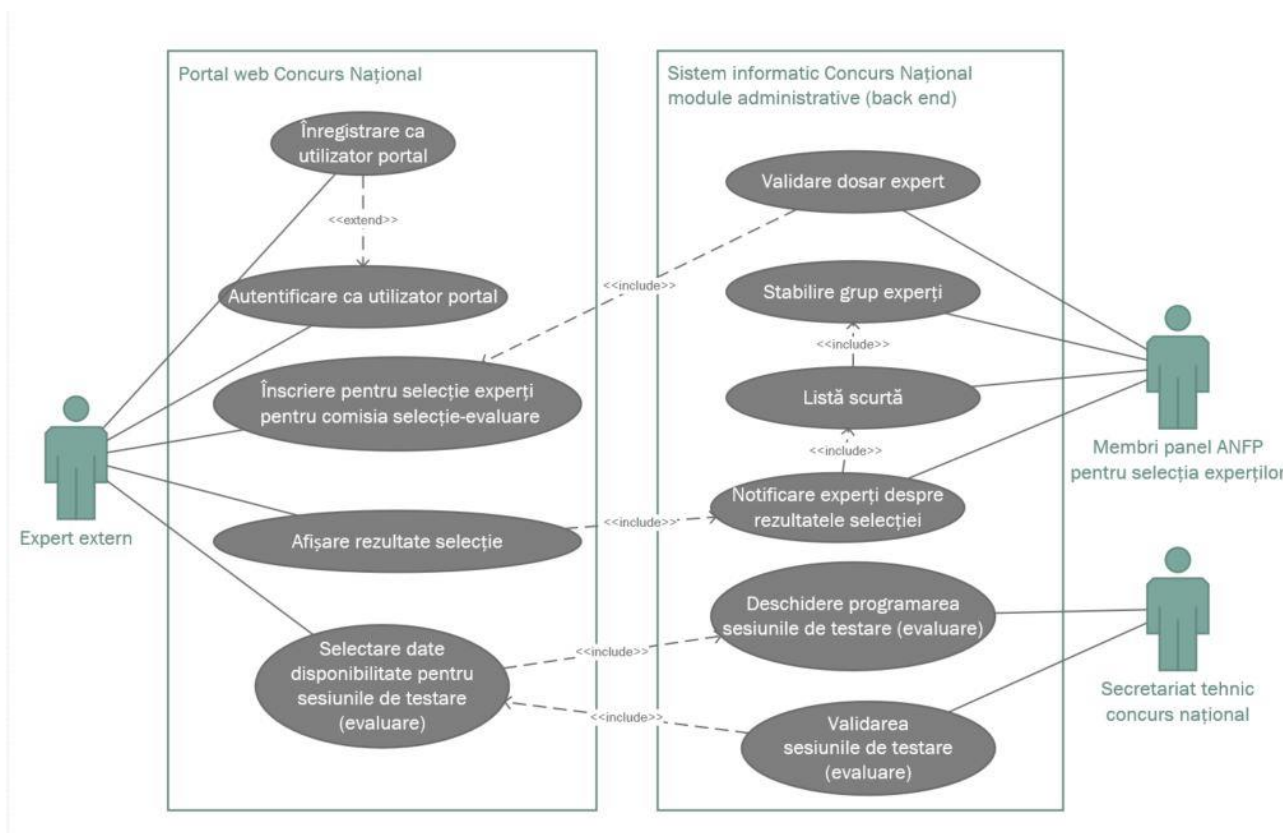 Portal web Concurs Național
Înregistrare ca
utilizator portal
<<extend>>
Autentificare ca utilizator portal
Înscriere pentru selecție experți
pentru comisia selecție-evaluare
Afișare rezultate selecție
Selectare date
disponibilitate pentru
sesiunile de testare
(evaluare)
Expert extern
<<include>>
<<include>>
<<include>>
<<include>>
Sistem informatic Concurs Național
module administrative (back end)
Validare dosar expert
Stabilire grup experți
<<include>>
Listă scurtă
<<include>>
Notificare experți despre
rezultatele selecției
Deschidere programarea
sesiunile de testare (evaluare)
Validarea
sesiunile de testare
(evaluare)
Membri panel ANFP
pentru selecția experților
Secretariat tehnic
concurs național